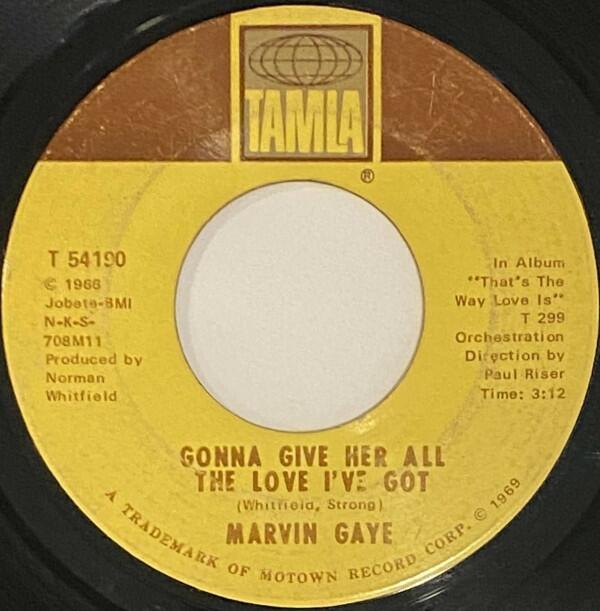 TAMLA
®
T 54190
© 1966
Jobete-BMI
N-K-S-
708M11
Produced by
Norman
Whitfield
In Album
"That's The
Way Love Is"
T 299
Orchestration
Direction by
Paul Riser
Time: 3:12
GONNA GIVE HER ALL
THE LOVE I'VE GOT
(Whitfield, Strong)
MARVIN GAYE
A TRADEMARK OF MOTOWN RECORD CORP. © 1969